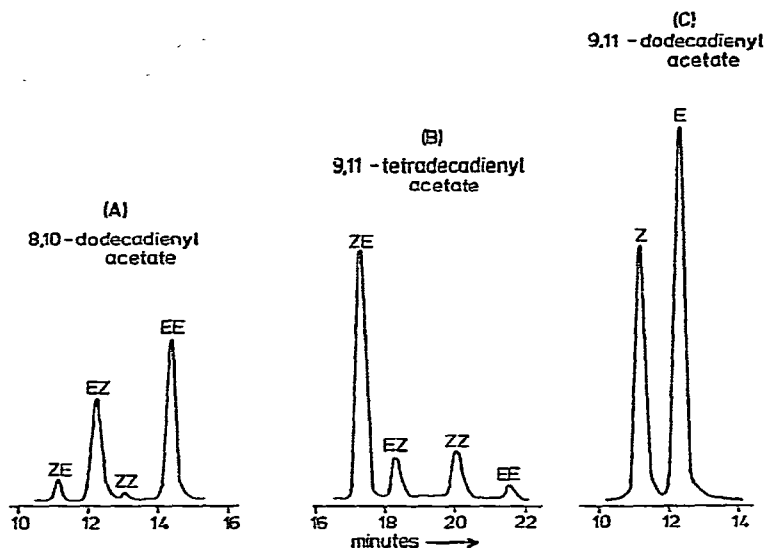 (A)
8,10-dodecadienyl
acetate
ZE
EZ
ZZ
EE
10 12 14 16
(B)
9,11-tetradecadienyl
acetate
ZE
EZ
ZZ
EE
16 18 20 22
minutes →
(C)
9,11-dodecadienyl
acetate
Z
E
10 12 14